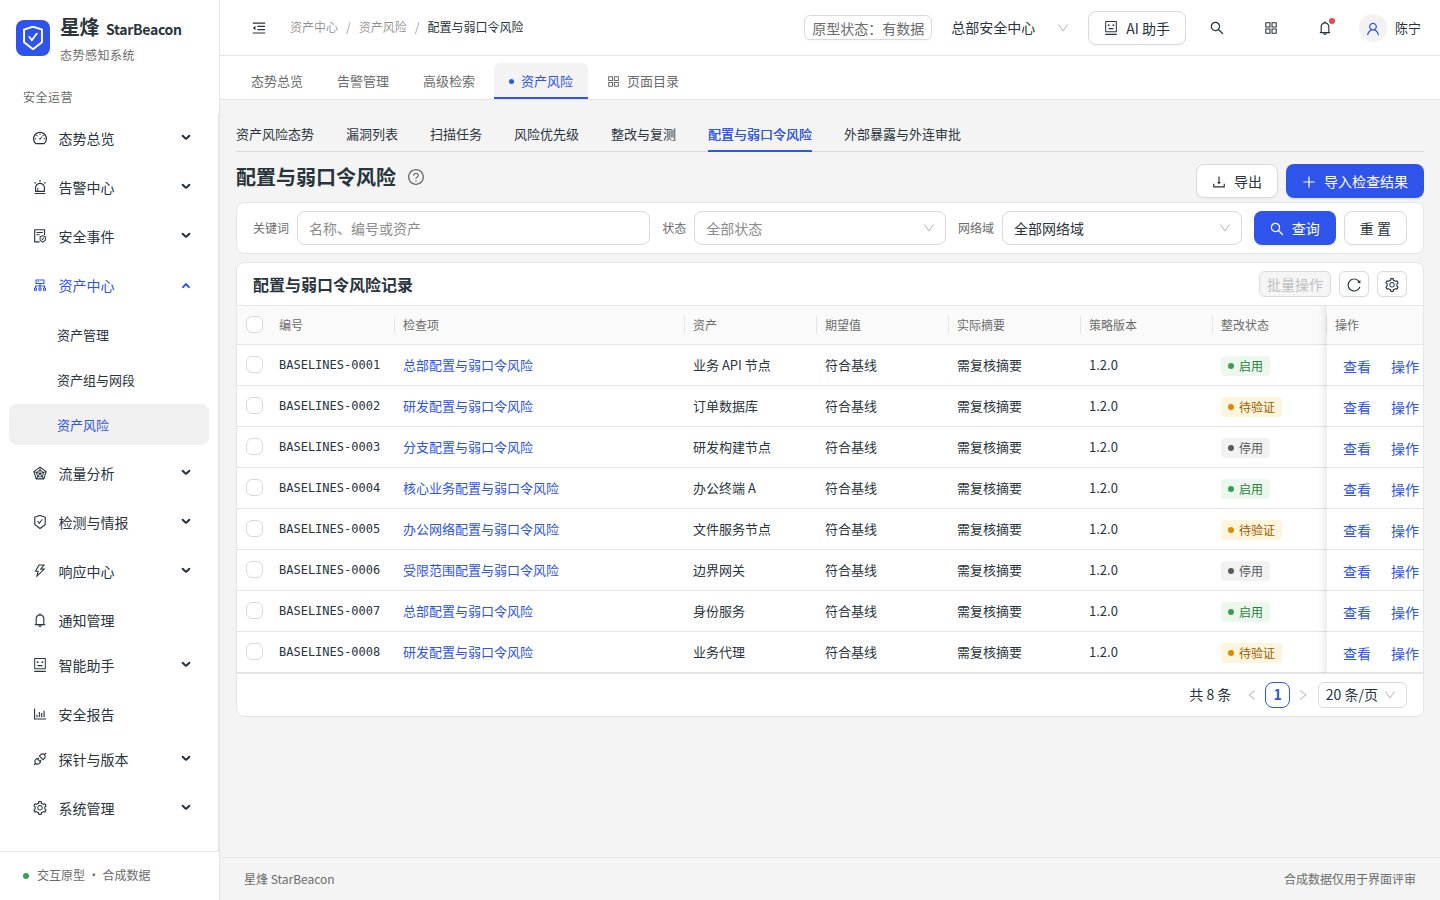 星烽 StarBeacon
态势感知系统
安全运营
态势总览
告警中心
安全事件
资产中心
资产管理
资产组与网段
资产风险
流量分析
检测与情报
响应中心
通知管理
智能助手
安全报告
探针与版本
系统管理
交互原型 · 合成数据
资产中心 / 资产风险 / 配置与弱口令风险
原型状态：有数据
总部安全中心
AI 助手
陈宁
态势总览 告警管理 高级检索 资产风险 页面目录
资产风险态势 漏洞列表 扫描任务 风险优先级 整改与复测 配置与弱口令风险 外部暴露与外连审批
配置与弱口令风险
导出 导入检查结果
关键词 名称、编号或资产 状态 全部状态 网络域 全部网络域 查询 重 置
配置与弱口令风险记录
批量操作
编号 检查项 资产 期望值 实际摘要 策略版本 整改状态 操作
BASELINES-0001 总部配置与弱口令风险 业务 API 节点 符合基线 需复核摘要 1.2.0 启用 查看 操作
BASELINES-0002 研发配置与弱口令风险 订单数据库 符合基线 需复核摘要 1.2.0 待验证 查看 操作
BASELINES-0003 分支配置与弱口令风险 研发构建节点 符合基线 需复核摘要 1.2.0 停用 查看 操作
BASELINES-0004 核心业务配置与弱口令风险 办公终端 A 符合基线 需复核摘要 1.2.0 启用 查看 操作
BASELINES-0005 办公网络配置与弱口令风险 文件服务节点 符合基线 需复核摘要 1.2.0 待验证 查看 操作
BASELINES-0006 受限范围配置与弱口令风险 边界网关 符合基线 需复核摘要 1.2.0 停用 查看 操作
BASELINES-0007 总部配置与弱口令风险 身份服务 符合基线 需复核摘要 1.2.0 启用 查看 操作
BASELINES-0008 研发配置与弱口令风险 业务代理 符合基线 需复核摘要 1.2.0 待验证 查看 操作
共 8 条 1 20 条/页
星烽 StarBeacon
合成数据仅用于界面评审